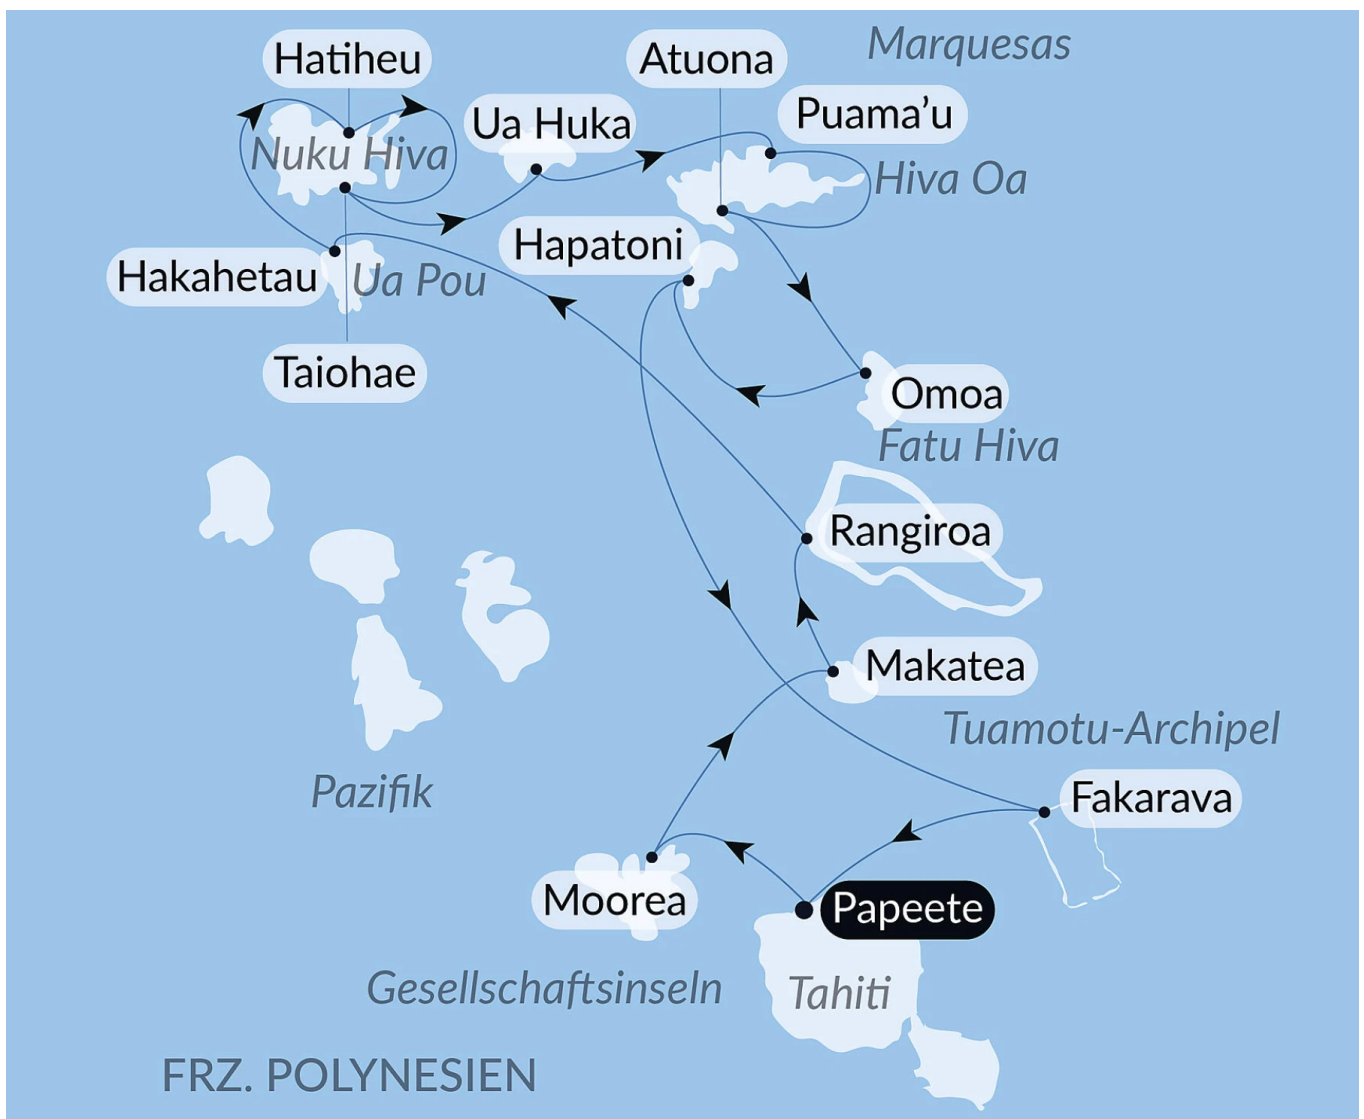 Marquesas
Hatiheu
Atuona
Puama’u
Ua Huka
Nuku Hiva
Hiva Oa
Hapatoni
Hakahetau
Ua Pou
Taiohae
Omoa
Fatu Hiva
Rangiroa
Makatea
Tuamotu-Archipel
Pazifik
Fakarava
Moorea
Papeete
Gesellschaftsinseln
Tahiti
FRZ. POLYNESIEN